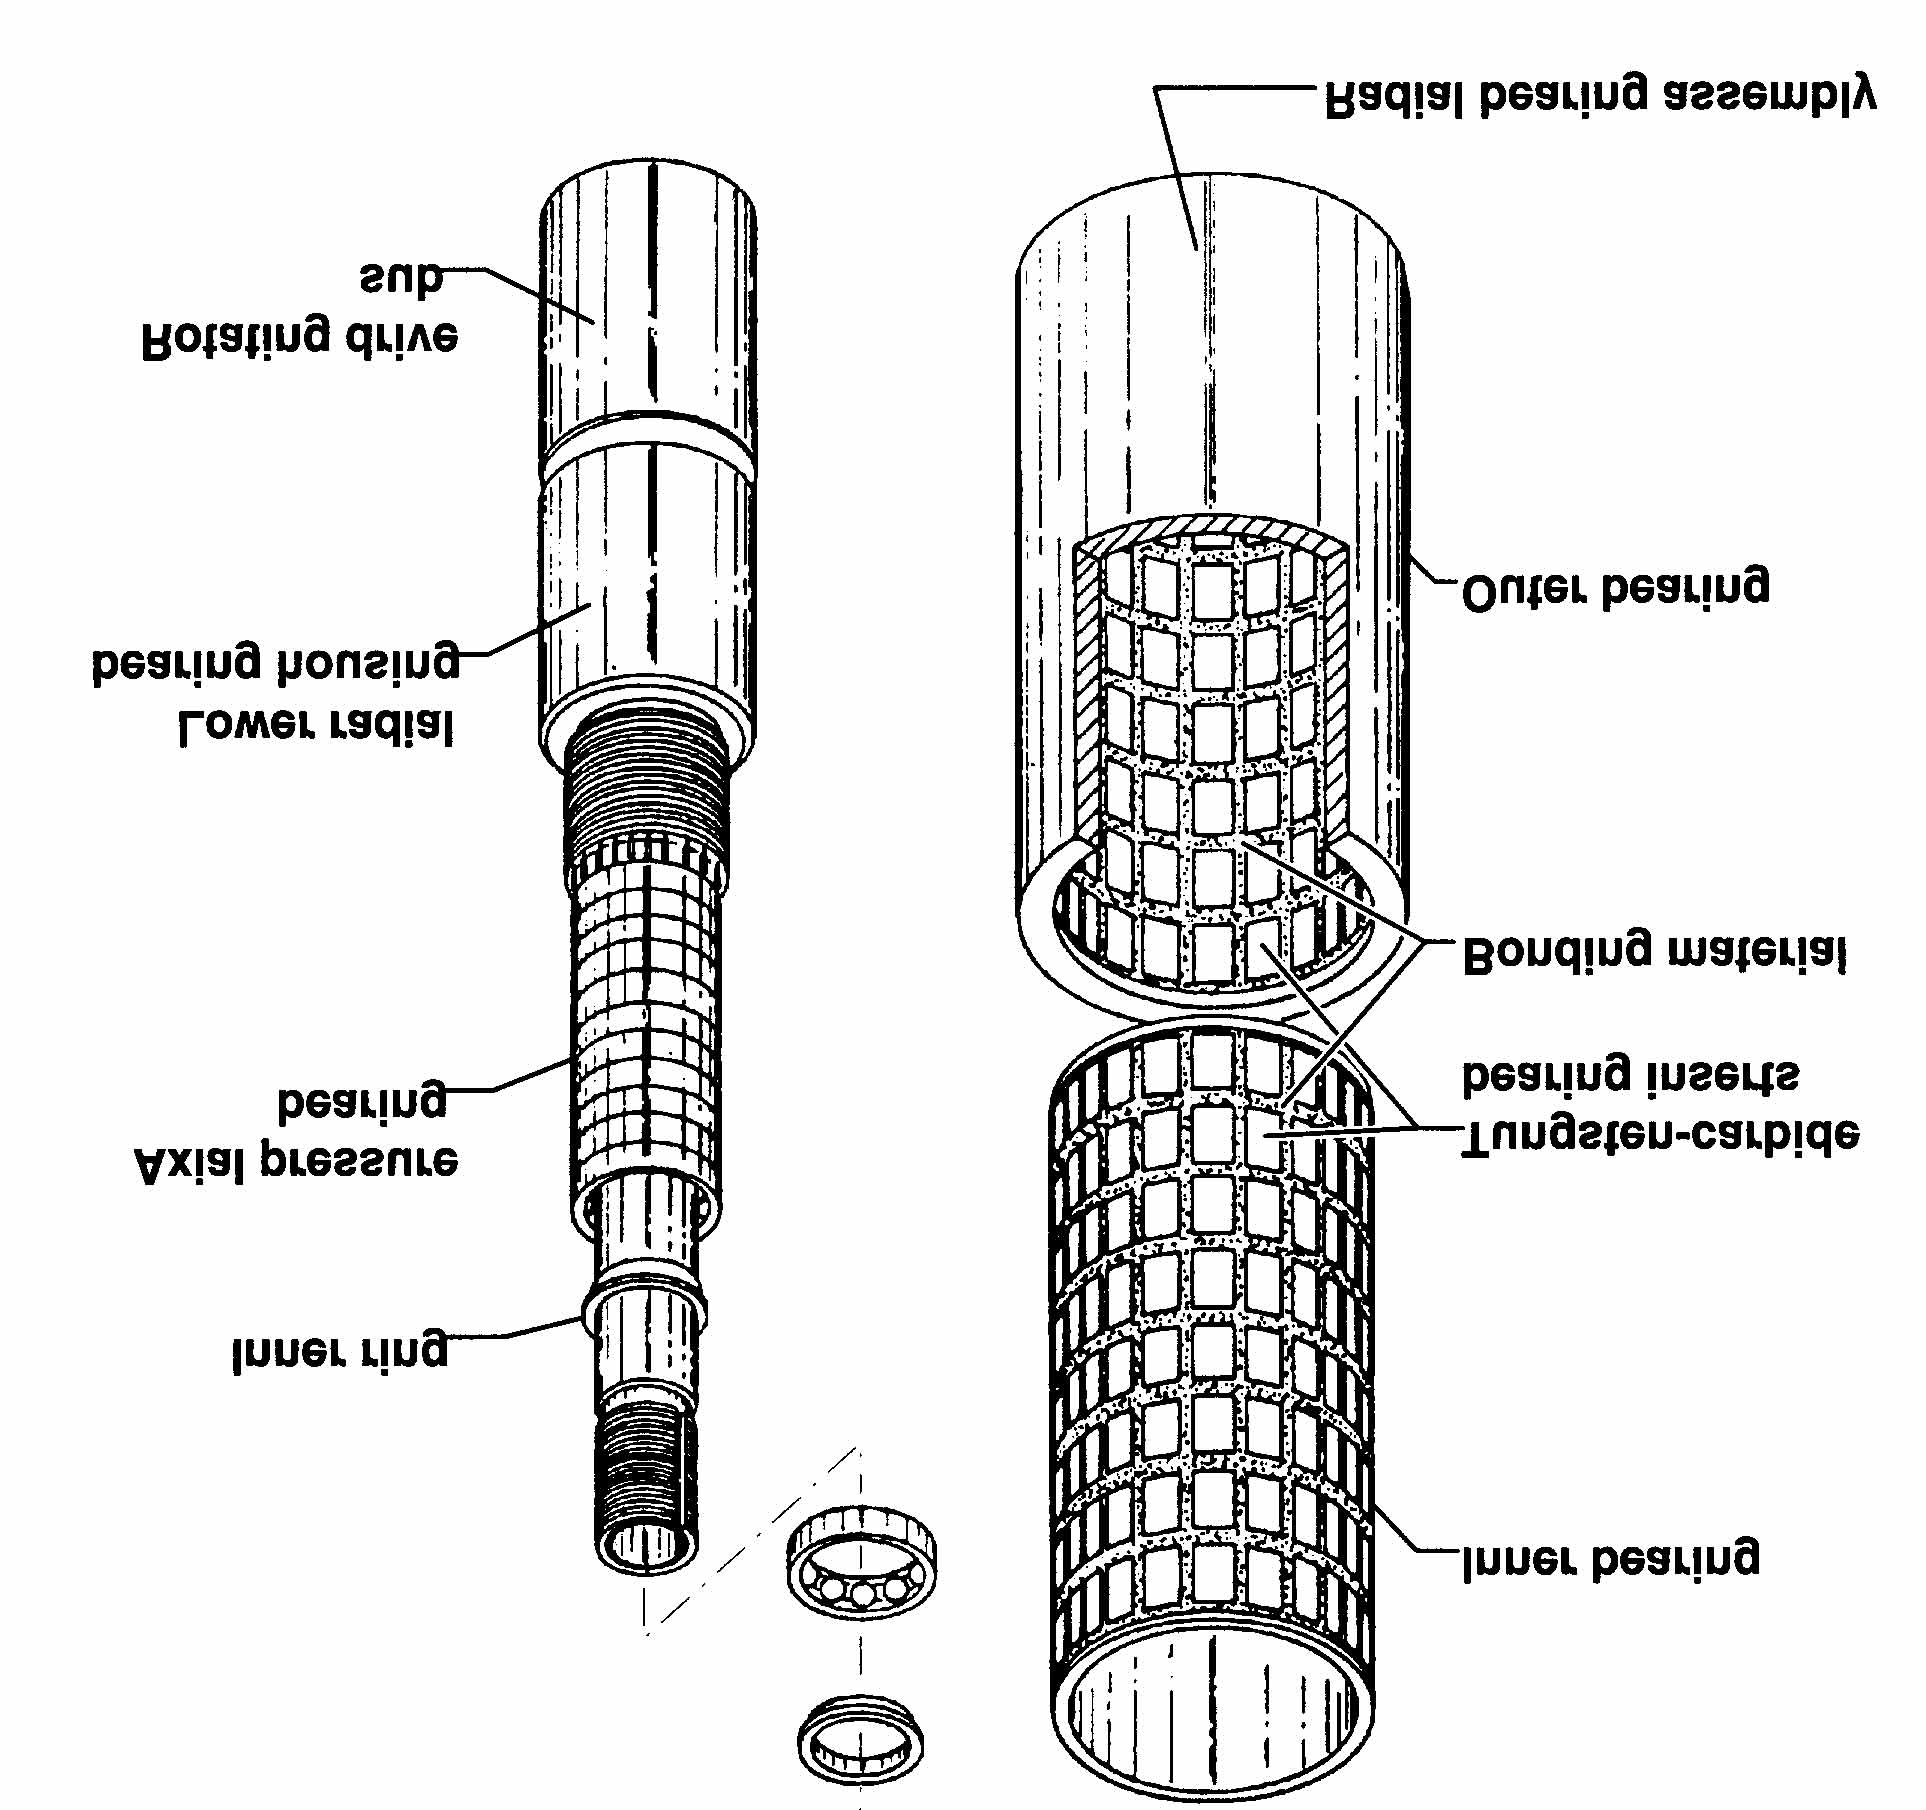 Inner ring
Axial pressure
bearing
Lower radial
bearing housing
Rotating drive
sub
Inner bearing
Tungsten-carbide
bearing inserts
Bonding material
Outer bearing
Radial bearing assembly